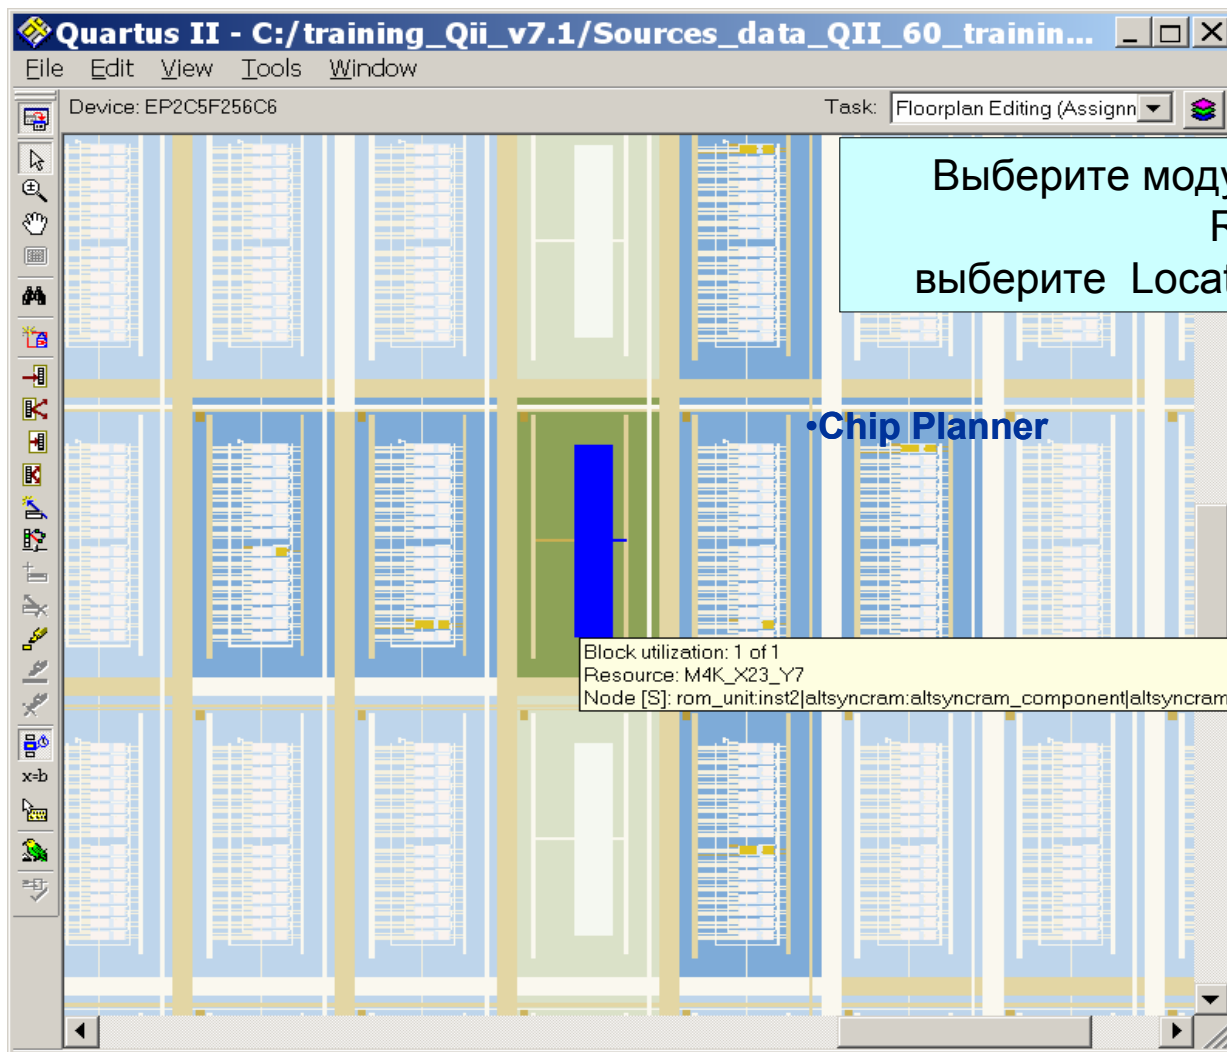 Quartus II - C:/training_Qii_v7.1/Sources_data_QII_60_trainin...
File Edit View Tools Window
Device: EP2C5F256C6
Task: Floorplan Editing (Assignn
Выберите моду
R
выберите Locat
•Chip Planner
Block utilization: 1 of 1
Resource: M4K_X23_Y7
Node [S]: rom_unit:inst2|altsyncram:altsyncram_component|altsyncram
x=b